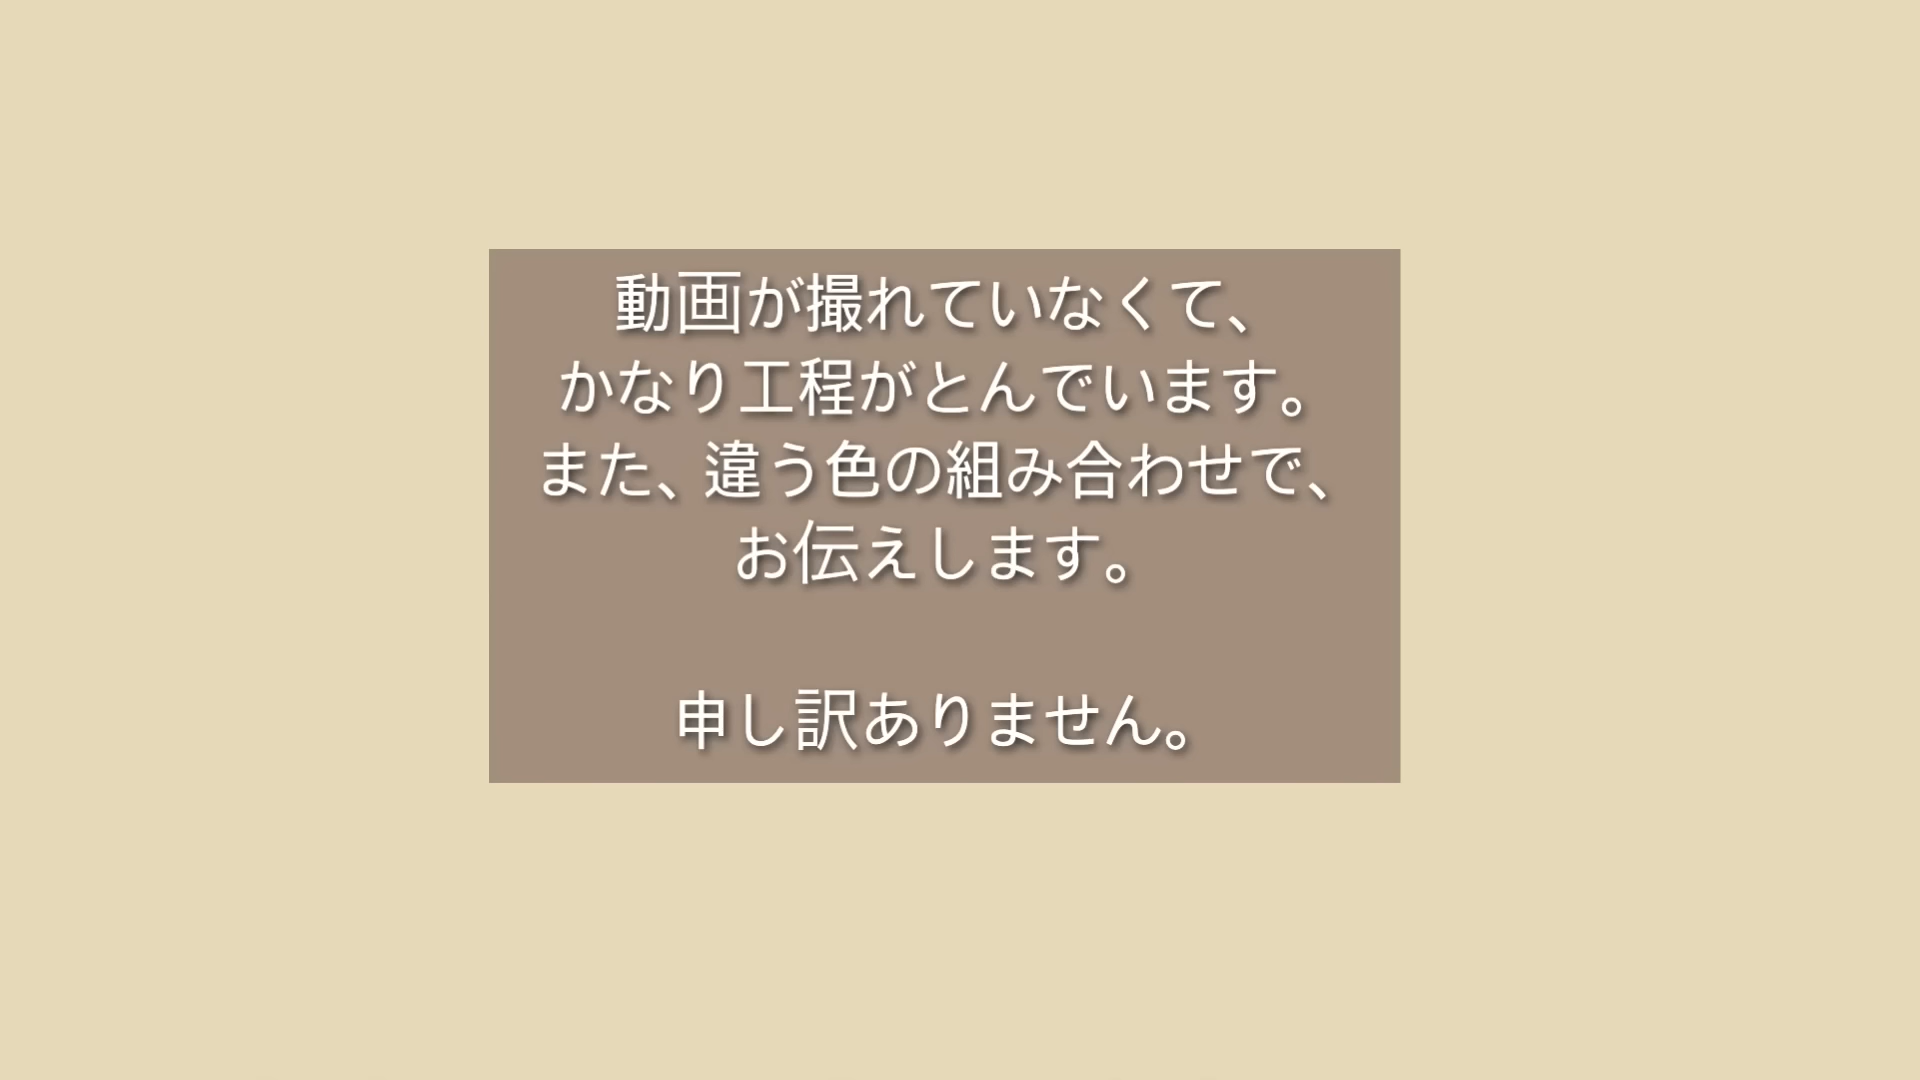 動画が撮れていなくて、
かなり工程がとんでいます。
また、違う色の組み合わせで、
お伝えします。
申し訳ありません。